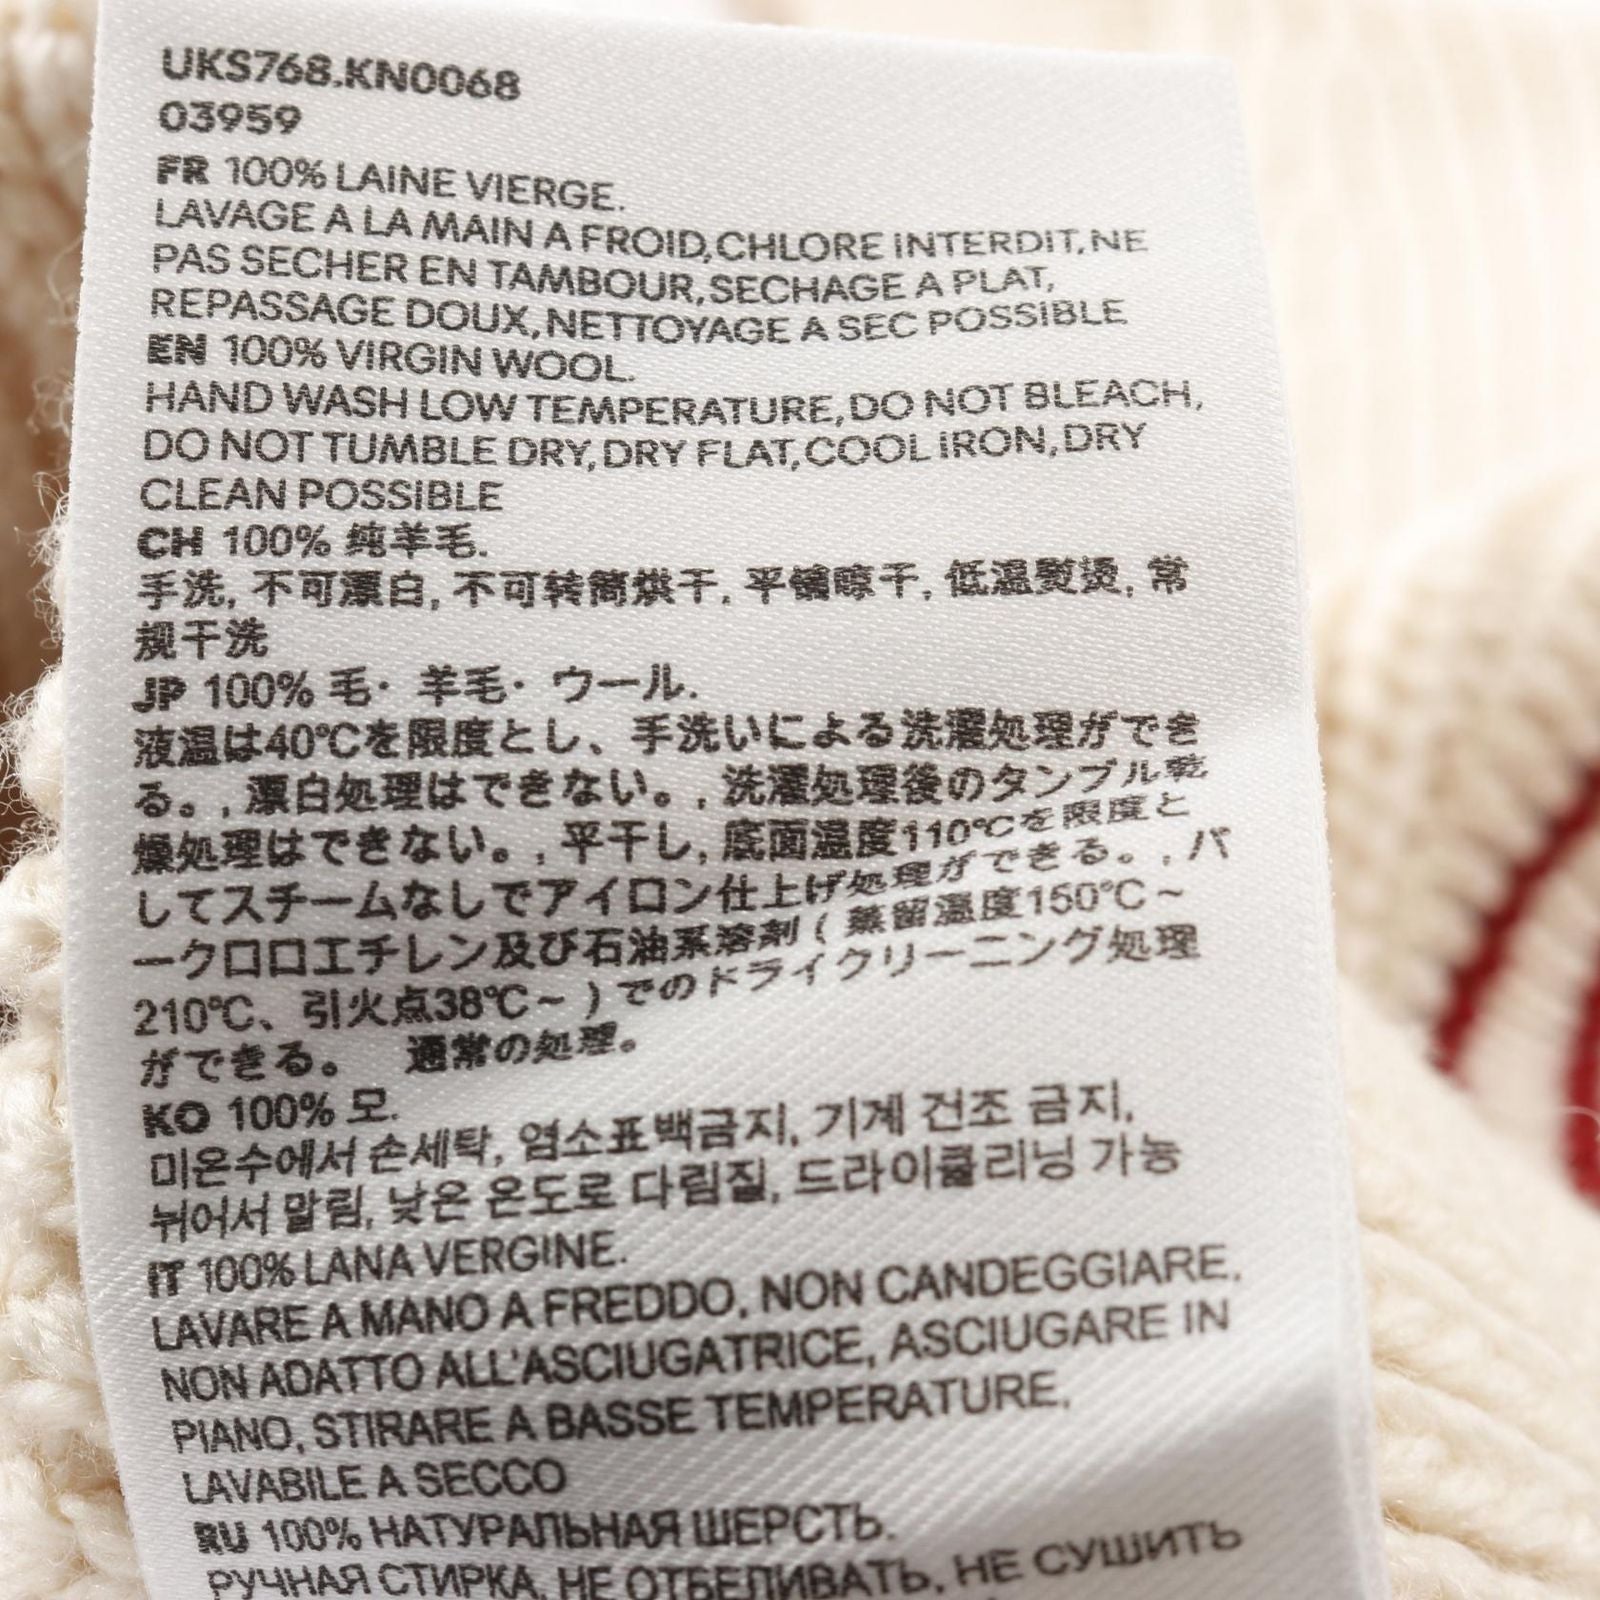 UKS768.KN0068
03959
FR 100% LAINE VIERGE.
LAVAGE A LA MAIN A FROID,CHLORE INTERDIT,NE
PAS SECHER EN TAMBOUR,SECHAGE A PLAT,
REPASSAGE DOUX,NETTOYAGE A SEC POSSIBLE
EN 100% VIRGIN WOOL.
HAND WASH LOW TEMPERATURE,DO NOT BLEACH,
DO NOT TUMBLE DRY,DRY FLAT,COOL IRON,DRY
CLEAN POSSIBLE
CH 100% 纯羊毛.
手洗, 不可漂白, 不可转筒烘干. 平铺晾干, 低温熨烫, 常
规干洗
JP 100% 毛・羊毛・ウール.
液温は40℃を限度とし、手洗いによる洗濯処理ができ
る。, 漂白処理はできない。, 洗濯処理後のタンブル乾
燥処理はできない。, 平干し, 底面温度110℃を限度と
してスチームなしでアイロン仕上げ処理ができる。, パ
ークロロエチレン及び石油系溶剤 ( 蒸留温度150℃~
210℃、引火点38℃~ ) でのドライクリーニング処理
ができる。 通常の処理。
KO 100% 모.
미온수에서 손세탁, 염소표백금지, 기계 건조 금지,
뉘어서 말림, 낮은 온도로 다림질, 드라이클리닝 가능
IT 100% LANA VERGINE.
LAVARE A MANO A FREDDO, NON CANDEGGIARE,
NON ADATTO ALL'ASCIUGATRICE, ASCIUGARE IN
PIANO, STIRARE A BASSE TEMPERATURE,
LAVABILE A SECCO
RU 100% НАТУРАЛЬНАЯ ШЕРСТЬ.
РУЧНАЯ СТИРКА, НЕ ОТБЕЛИВАТЬ, НЕ СУШИТЬ